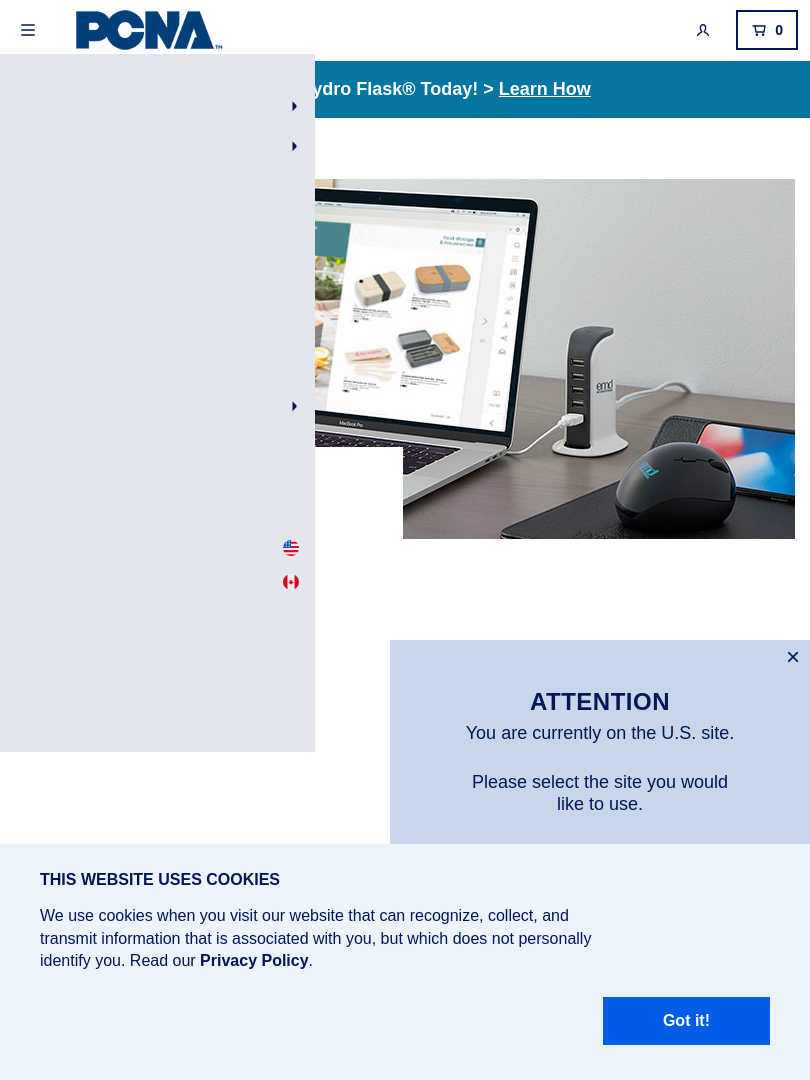 PCNA™
0
ydro Flask® Today! > Learn How
MacBook Pro
emd
ATTENTION
You are currently on the U.S. site.
Please select the site you would
like to use.
THIS WEBSITE USES COOKIES
We use cookies when you visit our website that can recognize, collect, and
transmit information that is associated with you, but which does not personally
identify you. Read our Privacy Policy.
Got it!